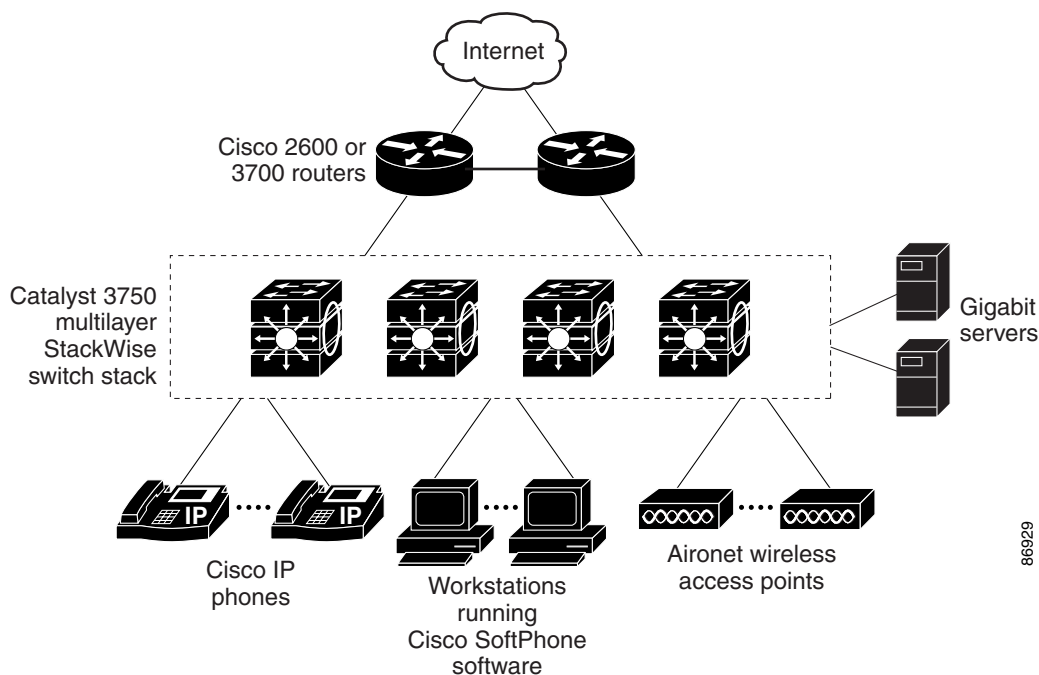 Internet
Cisco 2600 or
3700 routers
Catalyst 3750
multilayer
StackWise
switch stack
Gigabit
servers
IP
IP
Cisco IP
phones
Workstations
running
Cisco SoftPhone
software
Aironet wireless
access points
86929